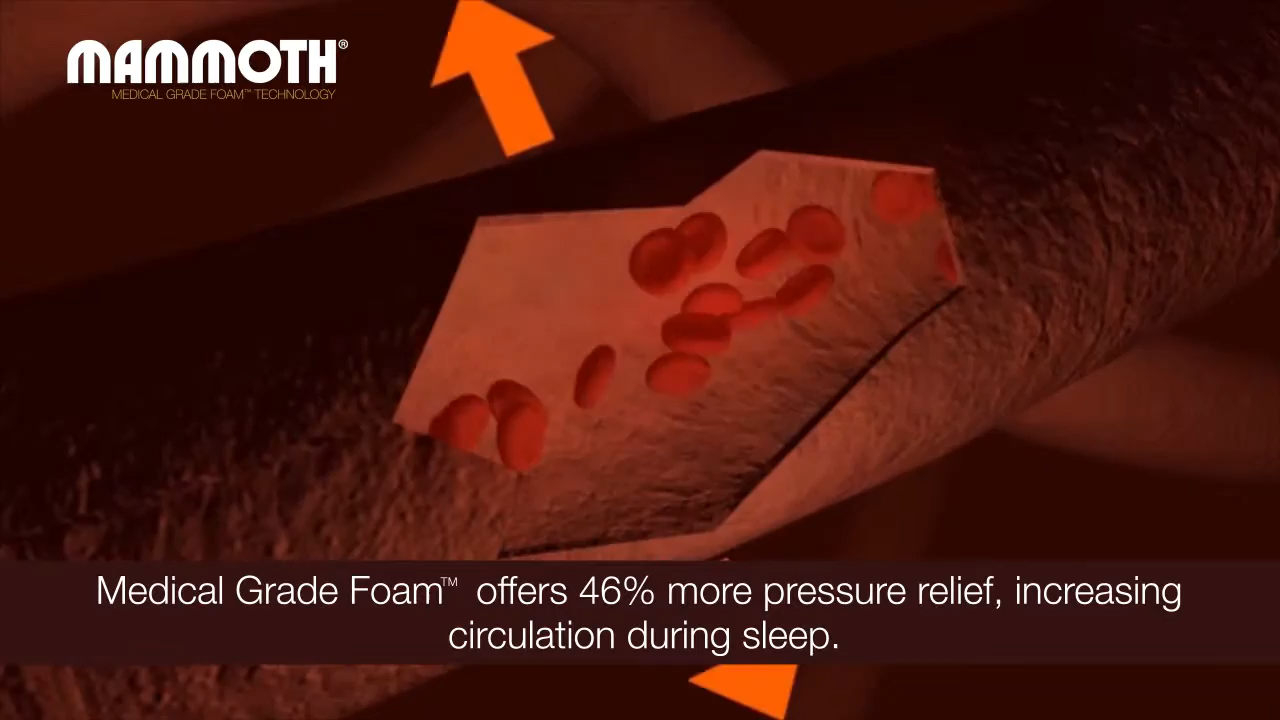 MAMMOTH®
MEDICAL GRADE FOAM™ TECHNOLOGY
Medical Grade Foam™ offers 46% more pressure relief, increasing
circulation during sleep.